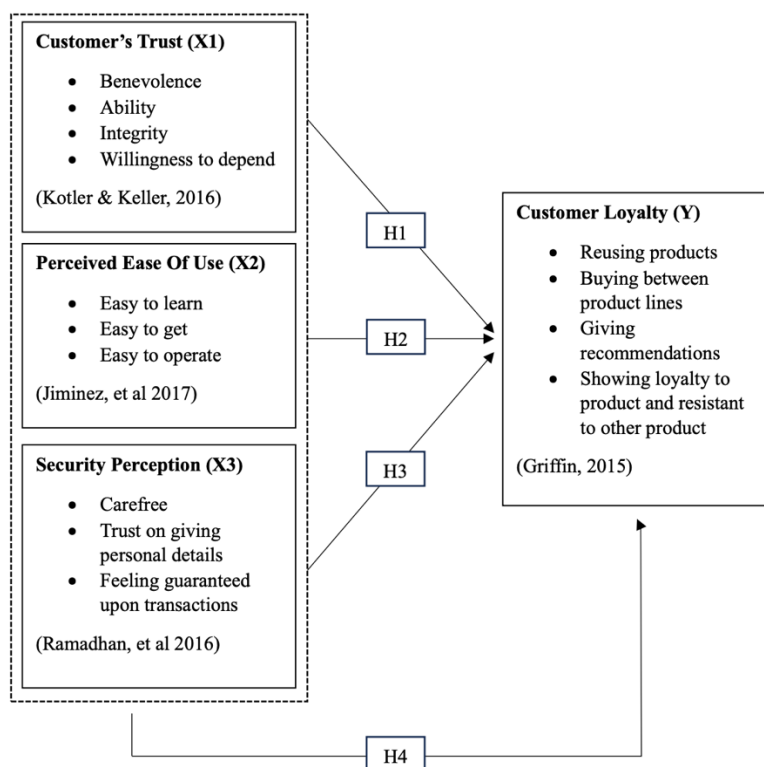 Customer’s Trust (X1)
• Benevolence
• Ability
• Integrity
• Willingness to depend
(Kotler & Keller, 2016)
Perceived Ease Of Use (X2)
• Easy to learn
• Easy to get
• Easy to operate
(Jiminez, et al 2017)
Security Perception (X3)
• Carefree
• Trust on giving
personal details
• Feeling guaranteed
upon transactions
(Ramadhan, et al 2016)
H1
H2
H3
H4
Customer Loyalty (Y)
• Reusing products
• Buying between
product lines
• Giving
recommendations
• Showing loyalty to
product and resistant
to other product
(Griffin, 2015)